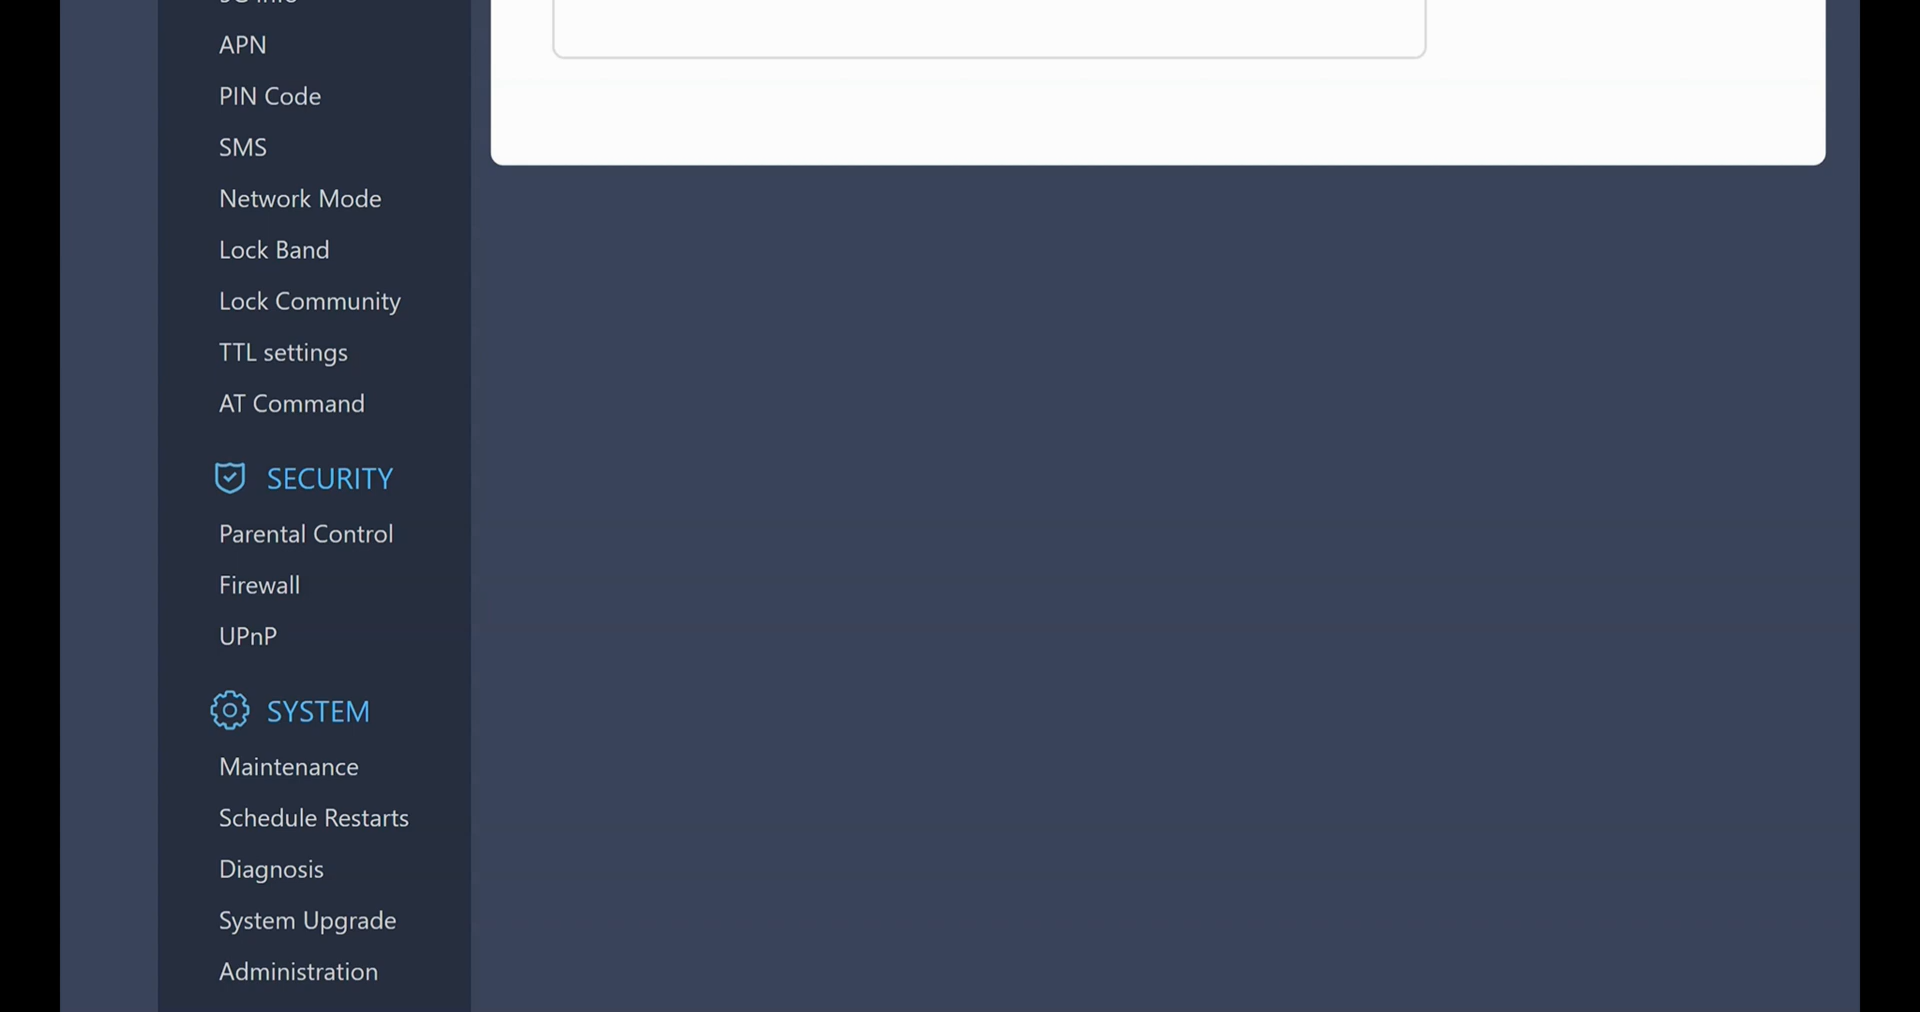 APN
PIN Code
SMS
Network Mode
Lock Band
Lock Community
TTL settings
AT Command
SECURITY
Parental Control
Firewall
UPnP
SYSTEM
Maintenance
Schedule Restarts
Diagnosis
System Upgrade
Administration